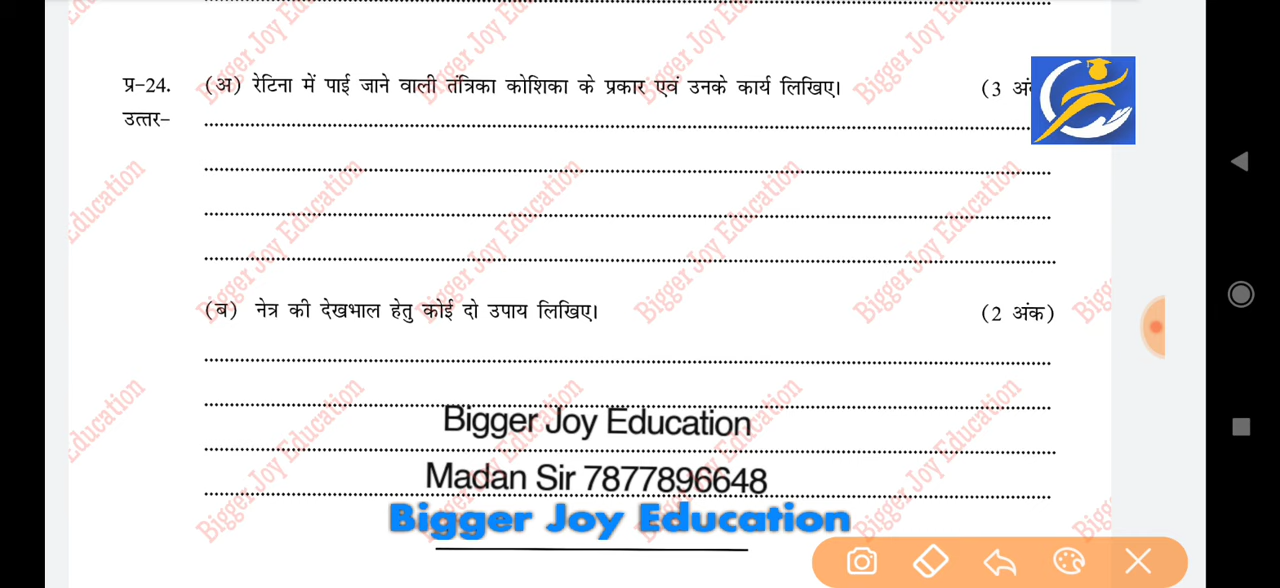 प्र–24. (अ) रेटिना में पाई जाने वाली तंत्रिका कोशिका के प्रकार एवं उनके कार्य लिखिए। (3
उत्तर–
(ब) नेत्र की देखभाल हेतु कोई दो उपाय लिखिए। (2 अंक)
Bigger Joy Education
Madan Sir 7877896648
Bigger Joy Education